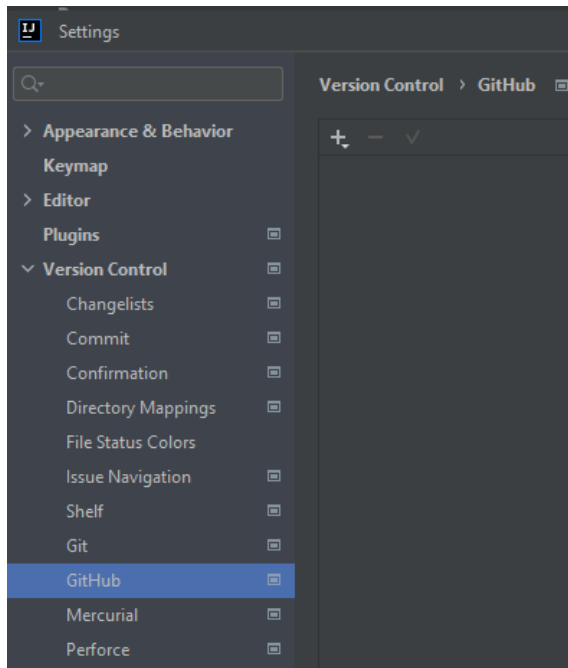 IJ
Settings
Version Control > GitHub
Appearance & Behavior
Keymap
Editor
Plugins
Version Control
Changelists
Commit
Confirmation
Directory Mappings
File Status Colors
Issue Navigation
Shelf
Git
GitHub
Mercurial
Perforce